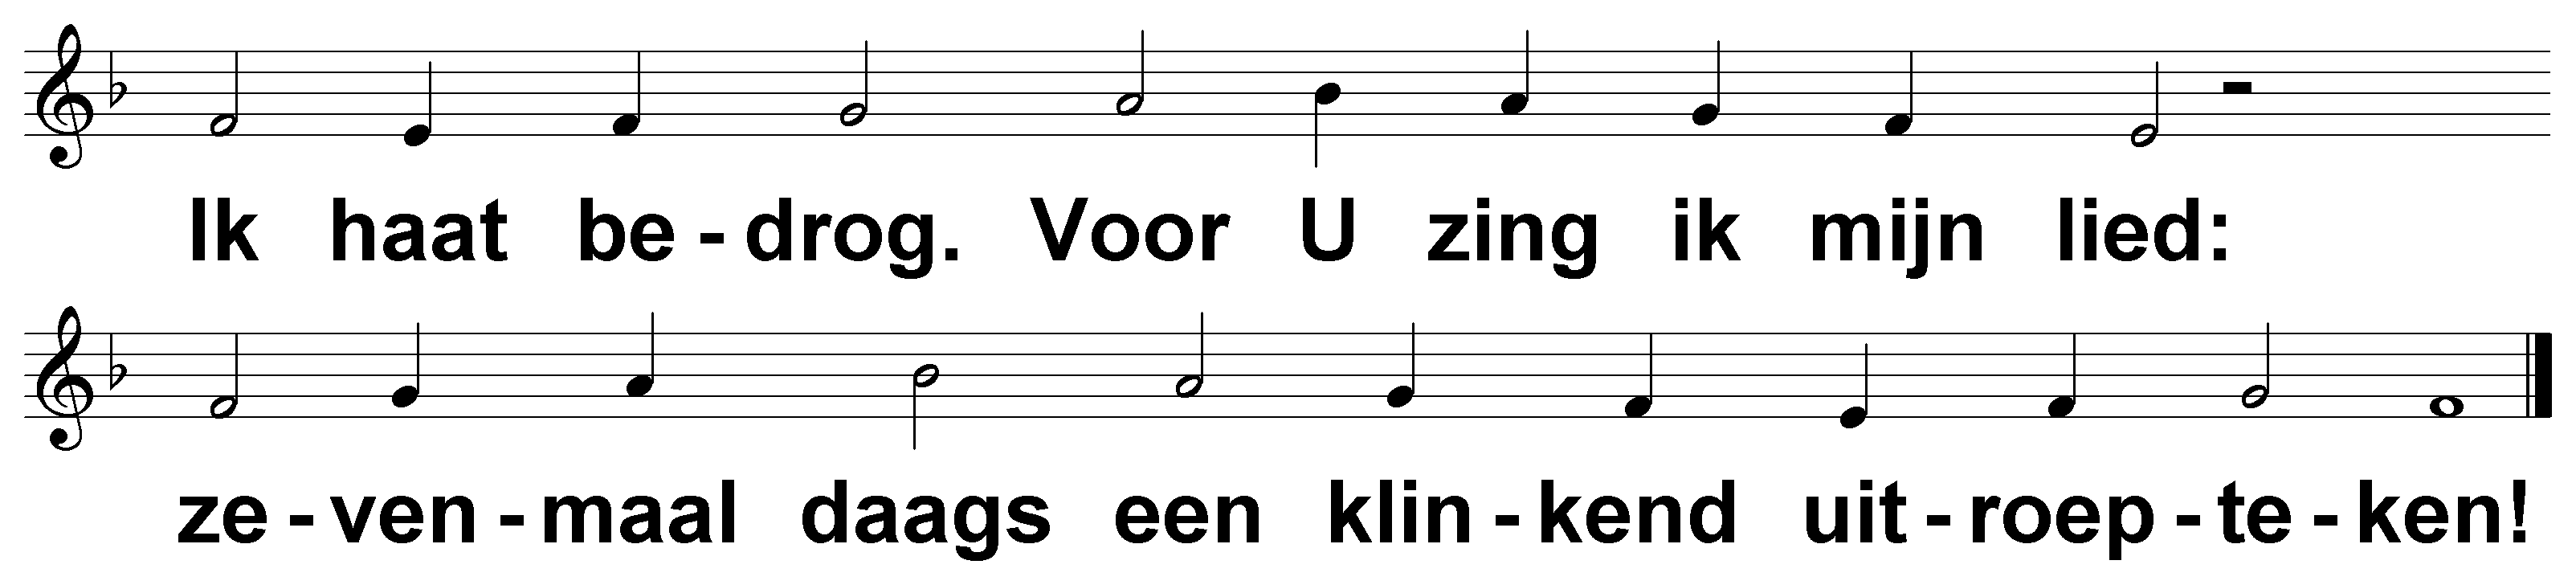 Ik haat be - drog. Voor U zing ik mijn lied:
ze - ven - maal daags een klin - kend uit - roep - te - ken!